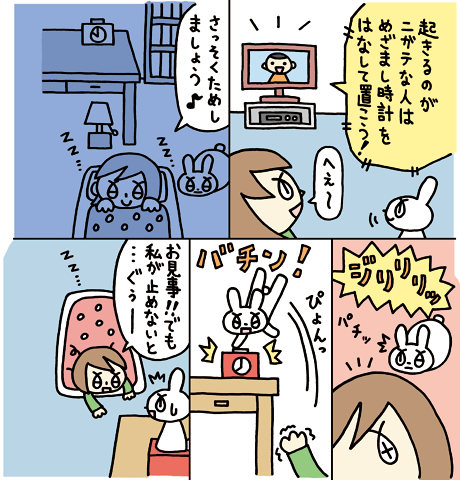 起きるのが
ニガテな人は
めざまし時計を
はなして置こう!
へえ〜
さっそくためし
ましょう♪
ZZZ…
ZZZ…
ジリリリッ
パチッ
バチン!
ぴょんっ
お見事!!でも
私が止めないと
…ぐぅ——
ZZZ…